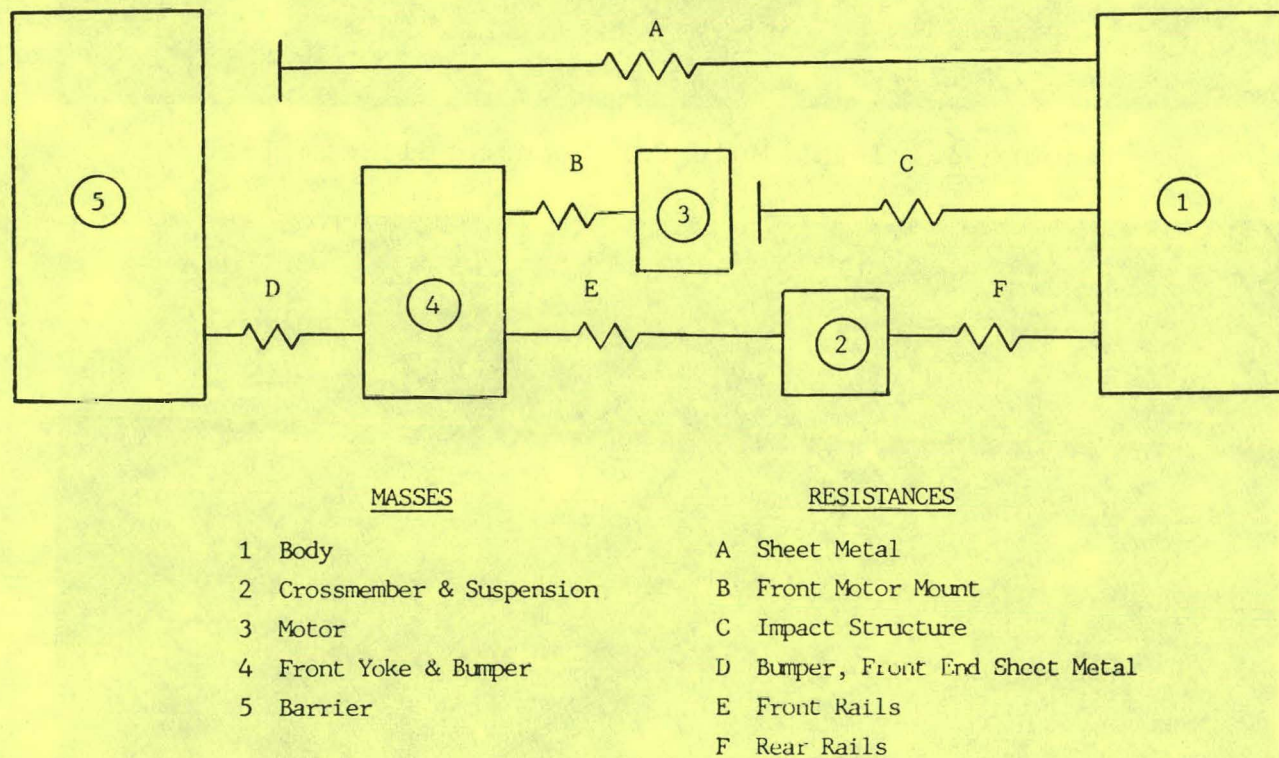 A
B
C
5
3
1
D
4
E
F
2
MASSES
RESISTANCES
1 Body
2 Crossmember & Suspension
3 Motor
4 Front Yoke & Bumper
5 Barrier
A Sheet Metal
B Front Motor Mount
C Impact Structure
D Bumper, Front End Sheet Metal
E Front Rails
F Rear Rails